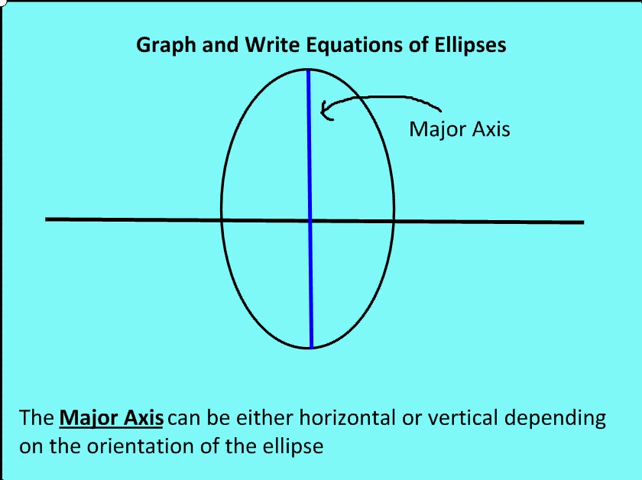 Graph and Write Equations of Ellipses
Major Axis
The Major Axis can be either horizontal or vertical depending
on the orientation of the ellipse